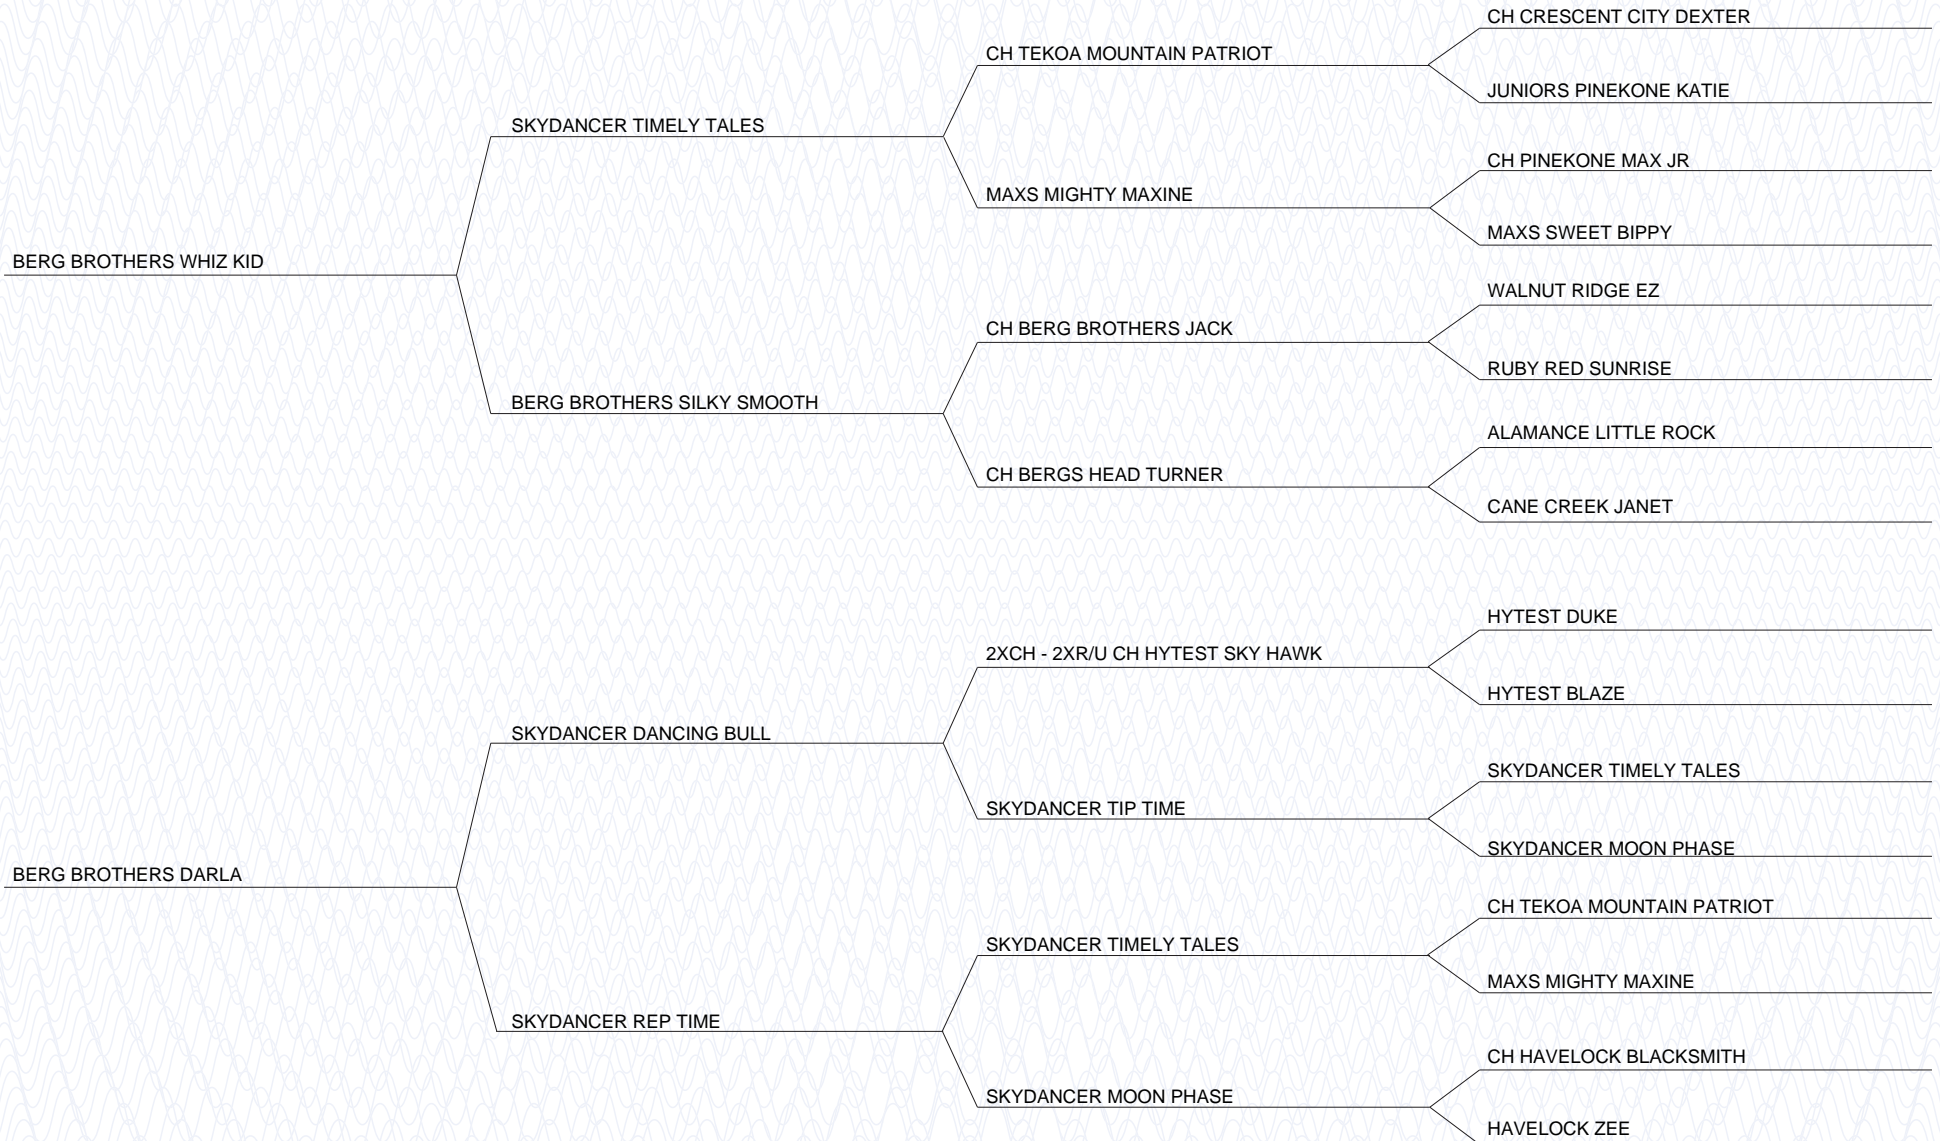 CH CRESCENT CITY DEXTER
CH TEKOA MOUNTAIN PATRIOT
JUNIORS PINEKONE KATIE
SKYDANCER TIMELY TALES
CH PINEKONE MAX JR
MAXS MIGHTY MAXINE
MAXS SWEET BIPPY
BERG BROTHERS WHIZ KID
WALNUT RIDGE EZ
CH BERG BROTHERS JACK
RUBY RED SUNRISE
BERG BROTHERS SILKY SMOOTH
ALAMANCE LITTLE ROCK
CH BERGS HEAD TURNER
CANE CREEK JANET
HYTEST DUKE
2XCH - 2XR/U CH HYTEST SKY HAWK
HYTEST BLAZE
SKYDANCER DANCING BULL
SKYDANCER TIMELY TALES
SKYDANCER TIP TIME
SKYDANCER MOON PHASE
BERG BROTHERS DARLA
CH TEKOA MOUNTAIN PATRIOT
SKYDANCER TIMELY TALES
MAXS MIGHTY MAXINE
SKYDANCER REP TIME
CH HAVELOCK BLACKSMITH
SKYDANCER MOON PHASE
HAVELOCK ZEE